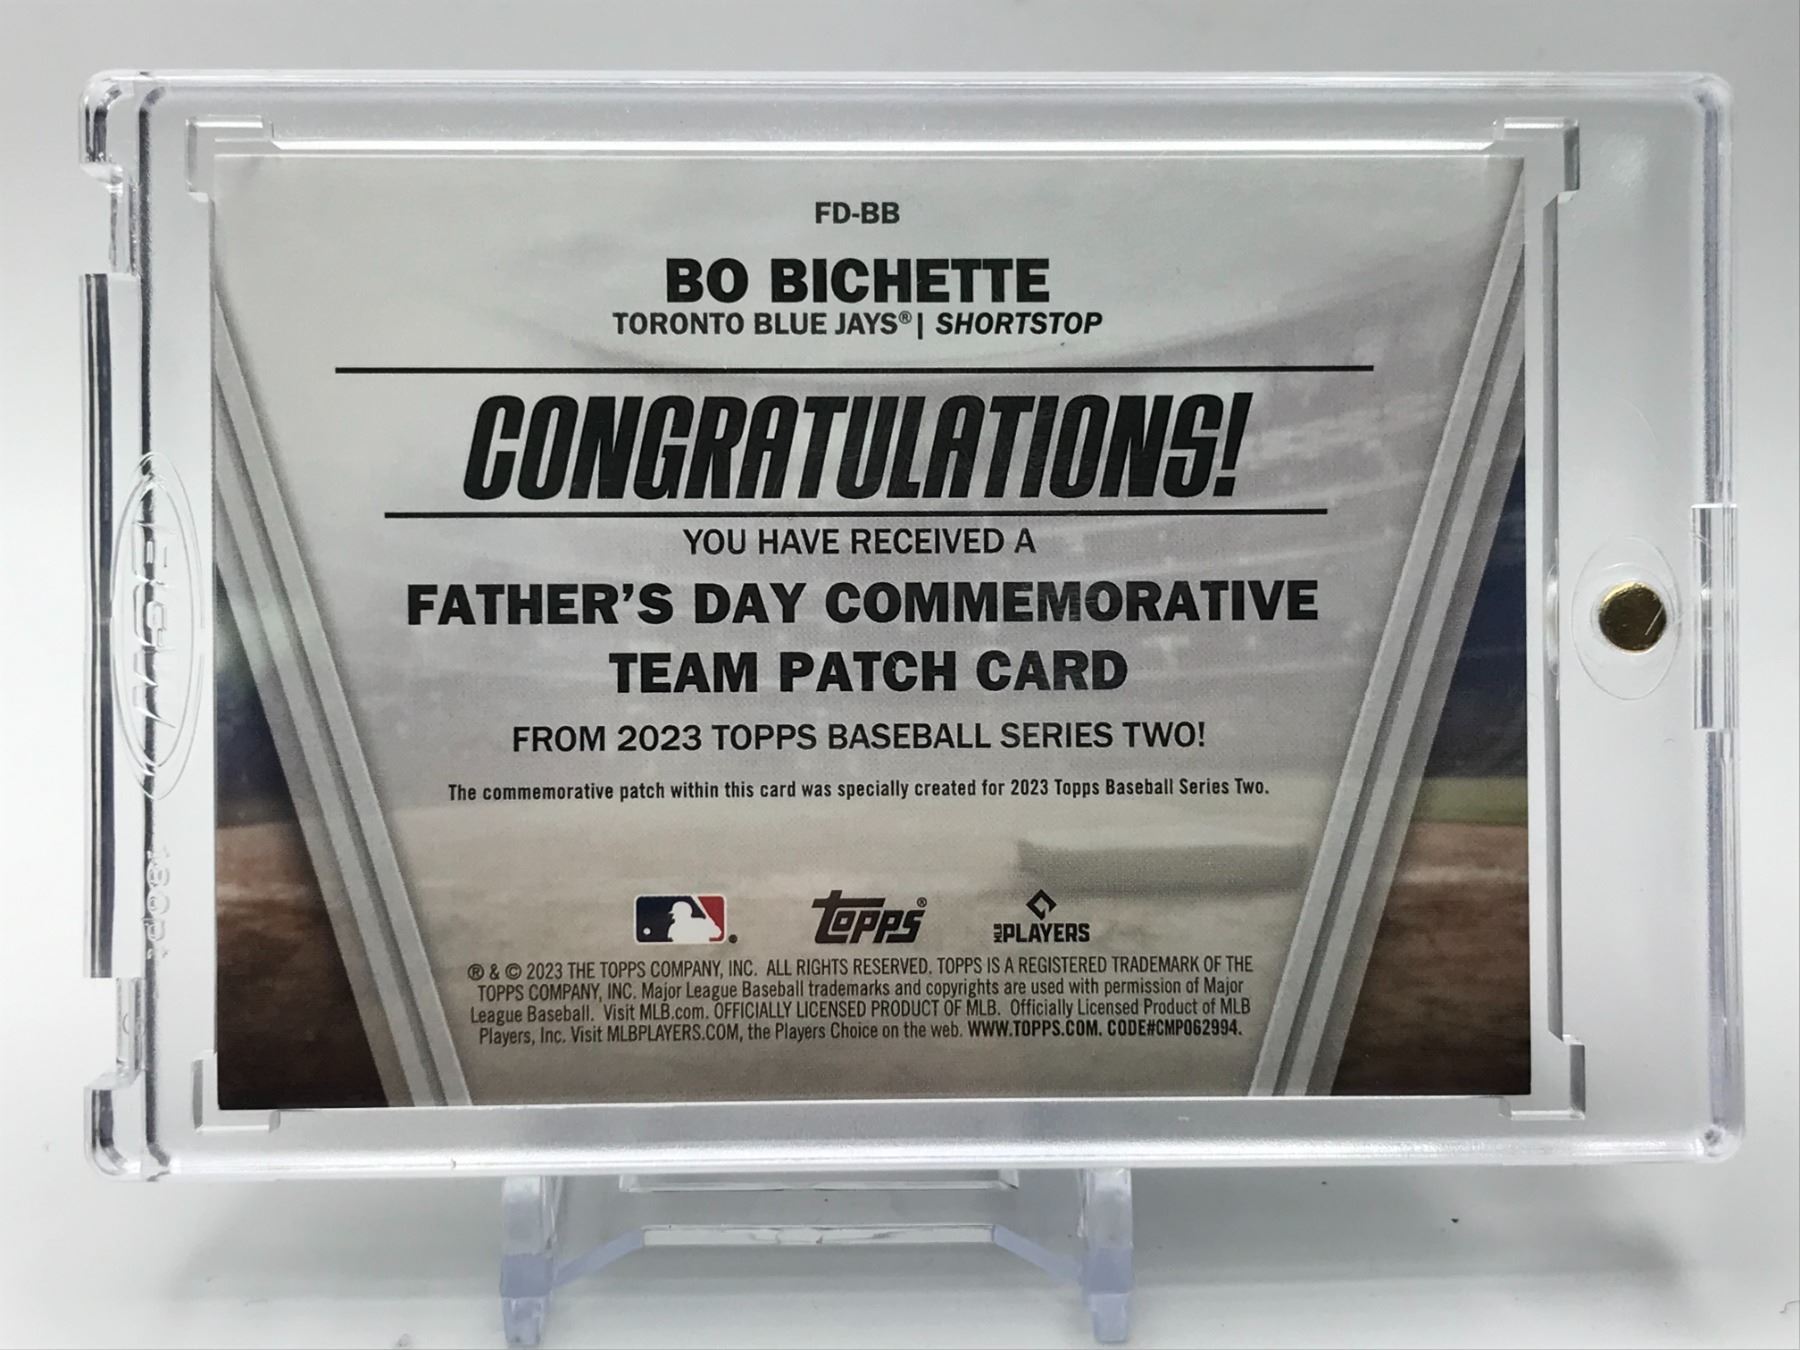 FD-BB
BO BICHETTE
TORONTO BLUE JAYS® | SHORTSTOP
CONGRATULATIONS!
YOU HAVE RECEIVED A
FATHER'S DAY COMMEMORATIVE
TEAM PATCH CARD
FROM 2023 TOPPS BASEBALL SERIES TWO!
The commemorative patch within this card was specially created for 2023 Topps Baseball Series Two.
Topps® MLB PLAYERS
® & © 2023 THE TOPPS COMPANY, INC. ALL RIGHTS RESERVED. TOPPS IS A REGISTERED TRADEMARK OF THE
TOPPS COMPANY, INC. Major League Baseball trademarks and copyrights are used with permission of Major
League Baseball. Visit MLB.com. OFFICIALLY LICENSED PRODUCT OF MLB. Officially Licensed Product of MLB
Players, Inc. Visit MLBPLAYERS.COM, the Players Choice on the web. WWW.TOPPS.COM. CODE#CMP062994.
180pt